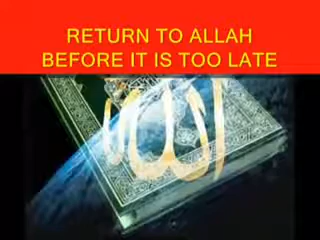 RETURN TO ALLAH
BEFORE IT IS TOO LATE
الله